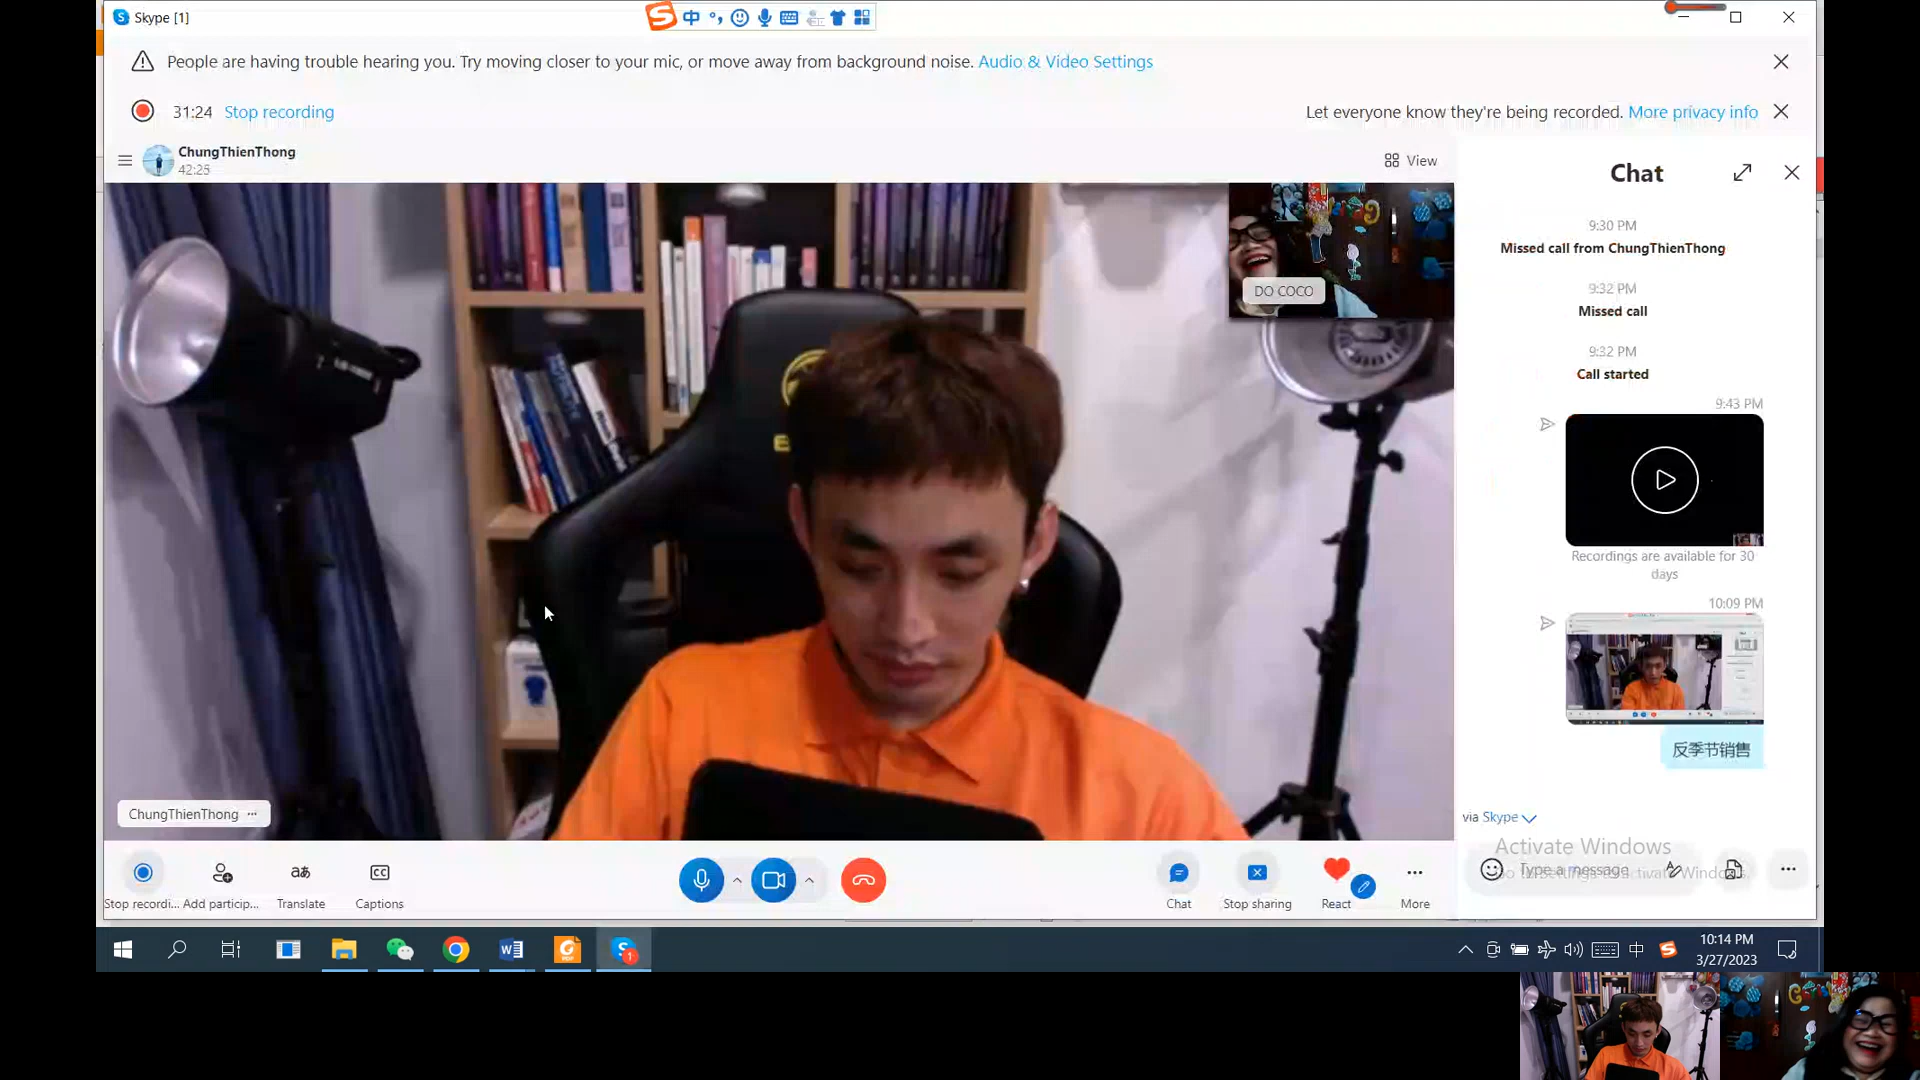 Skype [1]
中
People are having trouble hearing you. Try moving closer to your mic, or move away from background noise. Audio & Video Settings
31:24 Stop recording
Let everyone know they're being recorded. More privacy info
ChungThienThong
42:25
View
Chat
9:30 PM
Missed call from ChungThienThong
9:32 PM
Missed call
9:32 PM
Call started
9:43 PM
Recordings are available for 30
days
10:09 PM
反季节销售
DO COCO
ChungThienThong
via Skype
Activate Windows
Type a message
Stop recordi...
Add particip...
Translate
CC
Captions
Chat
Stop sharing
React
More
中
10:14 PM
3/27/2023